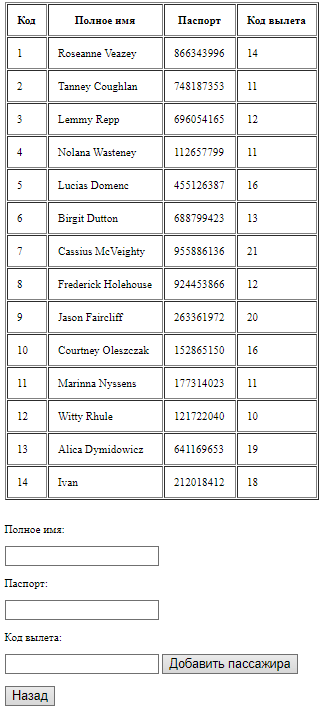 Код Полное имя Паспорт Код вылета
1 Roseanne Veazey 866343996 14
2 Tanney Coughlan 748187353 11
3 Lemmy Repp 696054165 12
4 Nolana Wasteney 112657799 11
5 Lucias Domenc 455126387 16
6 Birgit Dutton 688799423 13
7 Cassius McVeighty 955886136 21
8 Frederick Holehouse 924453866 12
9 Jason Faircliff 263361972 20
10 Courtney Oleszczak 152865150 16
11 Marinna Nyssens 177314023 11
12 Witty Rhule 121722040 10
13 Alica Dymidowicz 641169653 19
14 Ivan 212018412 18
Полное имя:
Паспорт:
Код вылета:
Добавить пассажира
Назад